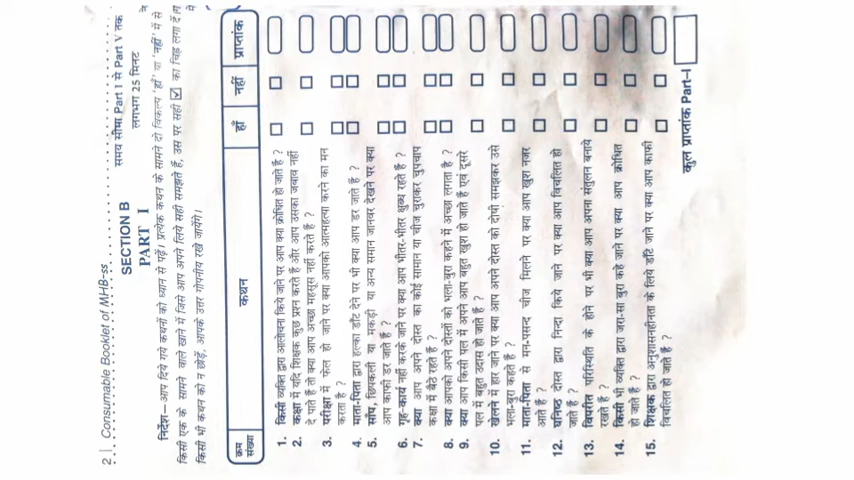 2 | Consumable Booklet of MHB-ss
SECTION B
PART I
समय सीमा Part I से Part V तक
लगभग 25 मिनट
निर्देश— आप दिये गये कथनों को ध्यान से पढ़ें। प्रत्येक कथन के सामने दो विकल्प 'हाँ' या 'नहीं' में से
किसी एक के सामने वाले खाने में जिसे आप अपने लिये सही समझते हैं, उस पर सही ☑ का चिह्न लगा दें।
किसी भी कथन को न छोड़ें, आपके उत्तर गोपनीय रखे जायेंगे।
क्रम संख्या कथन हाँ नहीं प्राप्तांक
1. किसी व्यक्ति द्वारा आलोचना किये जाने पर आप क्या क्रोधित हो जाते हैं ?
2. कक्षा में यदि शिक्षक कुछ प्रश्न करते हैं और आप उसका जवाब नहीं
दे पाते हैं तो क्या आप अच्छा महसूस नहीं करते हैं ?
3. परीक्षा में फेल हो जाने पर क्या आपको आत्महत्या करने का मन
करता है ?
4. माता-पिता द्वारा हल्का डाँट देने पर भी क्या आप डर जाते हैं ?
5. साँप, छिपकली या मकड़ी या अन्य समान जानवर देखने पर क्या
आप काफी डर जाते हैं ?
6. गृह-कार्य नहीं करके जाने पर क्या आप भीतर-भीतर क्षुब्ध रहते हैं ?
7. क्या आप अपने दोस्त का कोई सामान या चीज चुराकर चुपचाप
कक्षा में बैठे रहते हैं ?
8. क्या आपको अपने दोस्तों को भला-बुरा कहने में अच्छा लगता है ?
9. क्या आप किसी पल में अपने आप बहुत खुश हो जाते हैं एवं दूसरे
पल में बहुत उदास हो जाते हैं ?
10. खेलने में हार जाने पर क्या आप अपने दोस्त को दोषी समझकर उसे
भला-बुरा कहते हैं ?
11. माता-पिता से मन-पसन्द चीज मिलने पर क्या आप खुश नजर
आते हैं ?
12. घनिष्ठ दोस्त द्वारा निन्दा किये जाने पर क्या आप विचलित हो
जाते हैं ?
13. विपरीत परिस्थिति के होने पर भी क्या आप अपना संतुलन बनाये
रखते हैं ?
14. किसी भी व्यक्ति द्वारा जरा-सा बुरा कहे जाने पर क्या आप क्रोधित
हो जाते हैं ?
15. शिक्षक द्वारा अनुशासनहीनता के लिये डाँटे जाने पर क्या आप काफी
विचलित हो जाते हैं ?
कुल प्राप्तांक Part-I